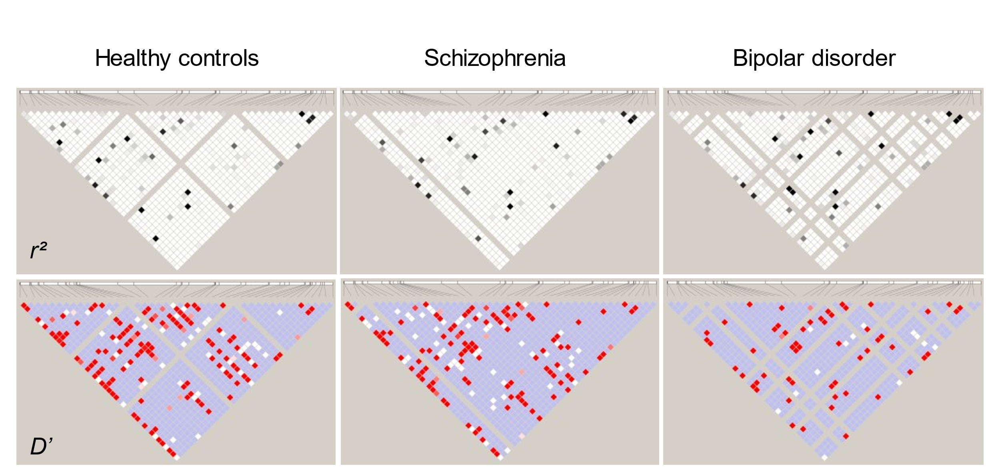 Healthy controls
Schizophrenia
Bipolar disorder
r²
D’